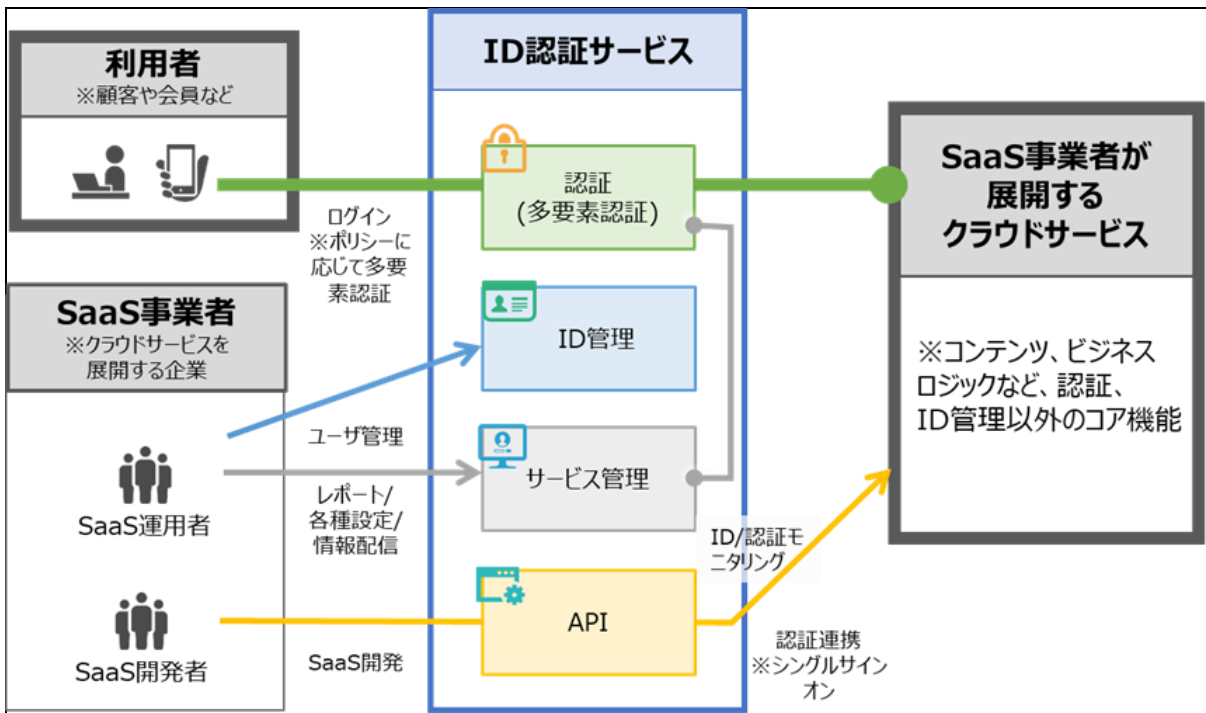 利用者
※顧客や会員など
ID認証サービス
認証
(多要素認証)
ログイン
※ポリシーに
応じて多要
素認証
SaaS事業者が
展開する
クラウドサービス
※コンテンツ、ビジネス
ロジックなど、認証、
ID管理以外のコア機能
SaaS事業者
※クラウドサービスを
展開する企業
ID管理
ユーザ管理
サービス管理
レポート/
各種設定/
情報配信
SaaS運用者
ID/認証モ
ニタリング
API
SaaS開発者
SaaS開発
認証連携
※シングルサイン
オン